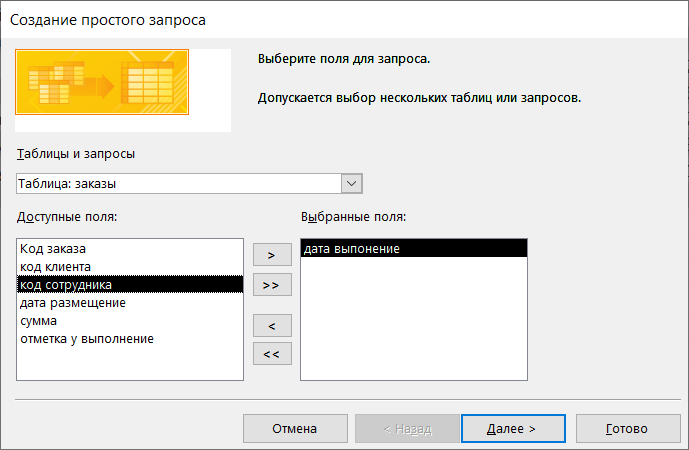 Создание простого запроса
Выберите поля для запроса.
Допускается выбор нескольких таблиц или запросов.
Таблицы и запросы
Таблица: заказы
Доступные поля:
Выбранные поля:
Код заказа
код клиента
код сотрудника
дата размещение
сумма
отметка у выполнение
>
>>
<
<<
дата выпонение
Отмена
< Назад
Далее >
Готово